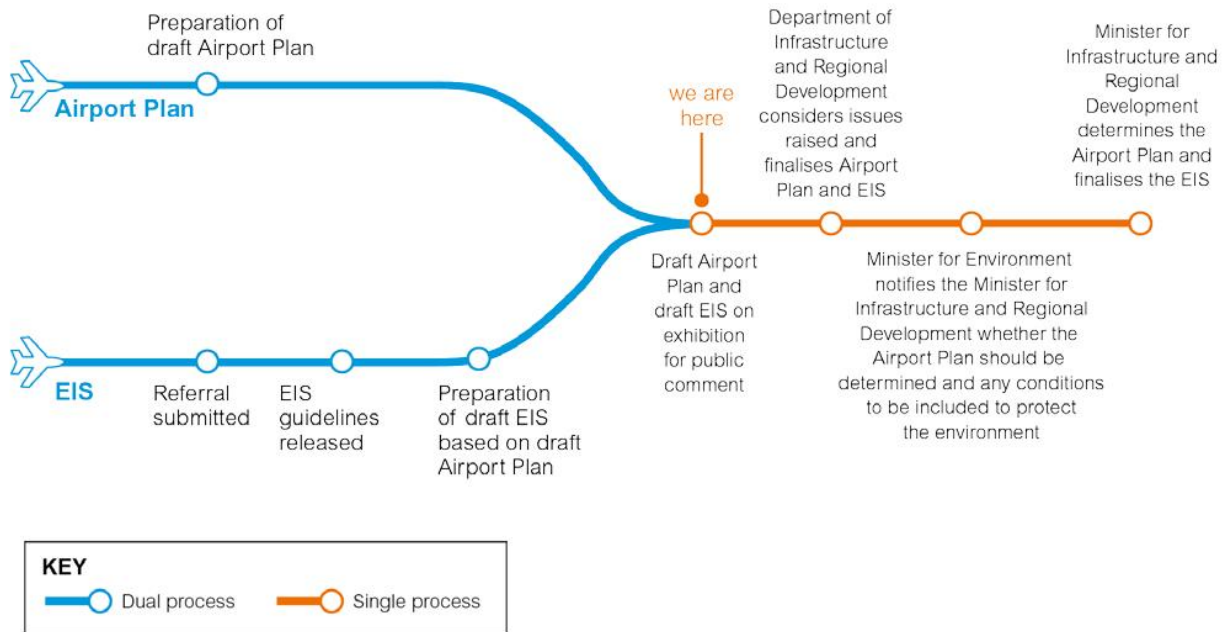 Preparation of
draft Airport Plan
Airport Plan
we are
here
Department of
Infrastructure
and Regional
Development
considers issues
raised and
finalises Airport
Plan and EIS
Minister for
Infrastructure and
Regional
Development
determines the
Airport Plan and
finalises the EIS
EIS
Referral
submitted
EIS
guidelines
released
Preparation
of draft EIS
based on draft
Airport Plan
Draft Airport
Plan and
draft EIS on
exhibition
for public
comment
Minister for Environment
notifies the Minister for
Infrastructure and Regional
Development whether the
Airport Plan should be
determined and any conditions
to be included to protect
the environment
KEY
Dual process
Single process